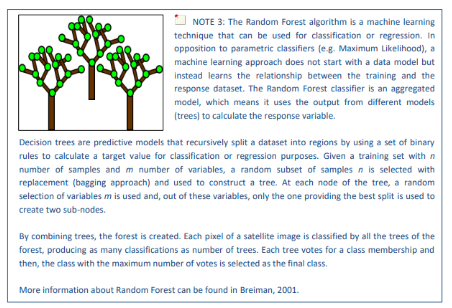 NOTE 3: The Random Forest algorithm is a machine learning
technique that can be used for classification or regression. In
opposition to parametric classifiers (e.g. Maximum Likelihood), a
machine learning approach does not start with a data model but
instead learns the relationship between the training and the
response dataset. The Random Forest classifier is an aggregated
model, which means it uses the output from different models
(trees) to calculate the response variable.
Decision trees are predictive models that recursively split a dataset into regions by using a set of binary
rules to calculate a target value for classification or regression purposes. Given a training set with n
number of samples and m number of variables, a random subset of samples n is selected with
replacement (bagging approach) and used to construct a tree. At each node of the tree, a random
selection of variables m is used and, out of these variables, only the one providing the best split is used to
create two sub-nodes.
By combining trees, the forest is created. Each pixel of a satellite image is classified by all the trees of the
forest, producing as many classifications as number of trees. Each tree votes for a class membership and
then, the class with the maximum number of votes is selected as the final class.
More information about Random Forest can be found in Breiman, 2001.